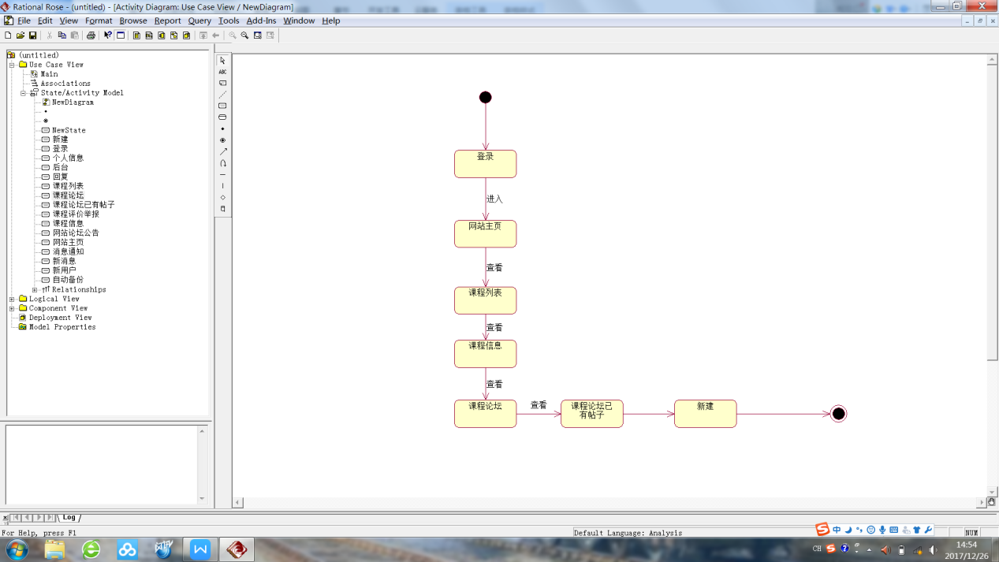 Rational Rose - (untitled) - [Activity Diagram: Use Case View / NewDiagram]
File Edit View Format Browse Report Query Tools Add-Ins Window Help
(untitled)
Use Case View
Main
Associations
State/Activity Model
NewDiagram
NewState
新建
登录
个人信息
后台
回复
课程列表
课程论坛
课程论坛已有帖子
课程评价举报
课程信息
网站论坛公告
网站主页
消息通知
新消息
新用户
自动备份
Relationships
Logical View
Component View
Deployment View
Model Properties
ABC
登录
进入
网站主页
查看
课程列表
查看
课程信息
查看
课程论坛
查看
课程论坛已
有帖子
新建
Log
For Help, press F1
Default Language: Analysis
NUM
中
CH
14:54
2017/12/26